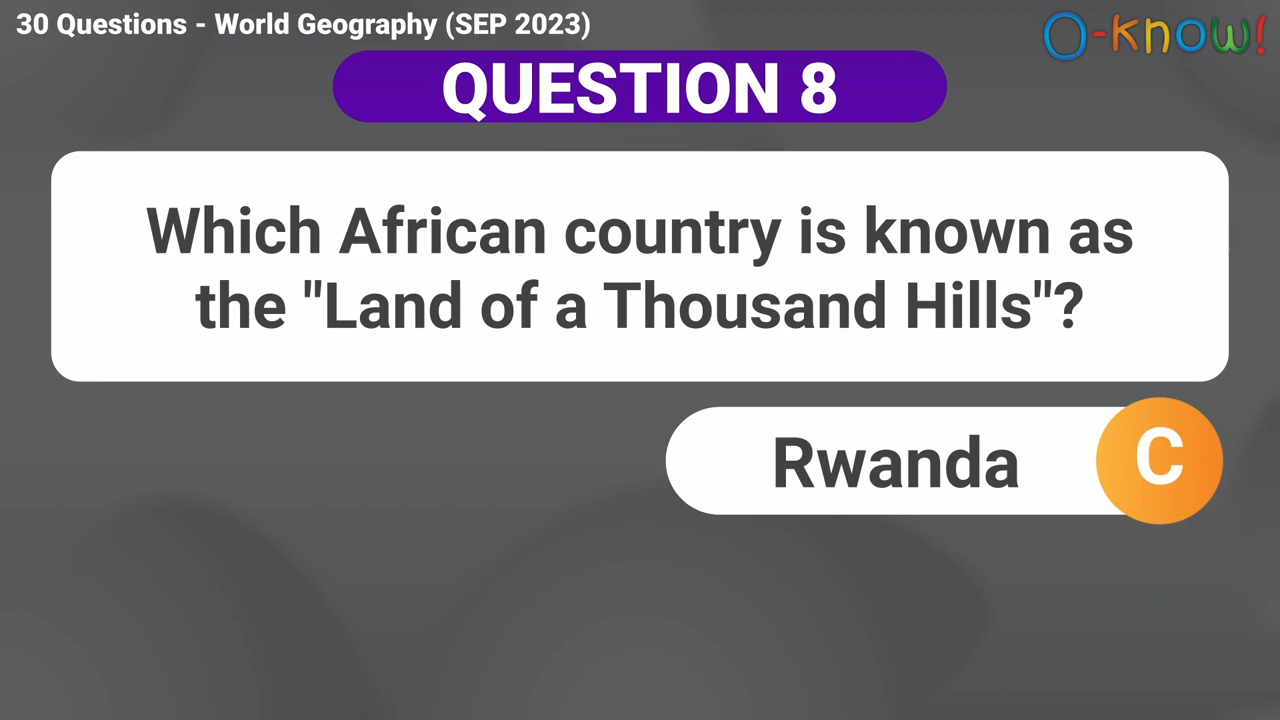 30 Questions - World Geography (SEP 2023)
O-know!
QUESTION 8
Which African country is known as
the "Land of a Thousand Hills"?
Rwanda
C